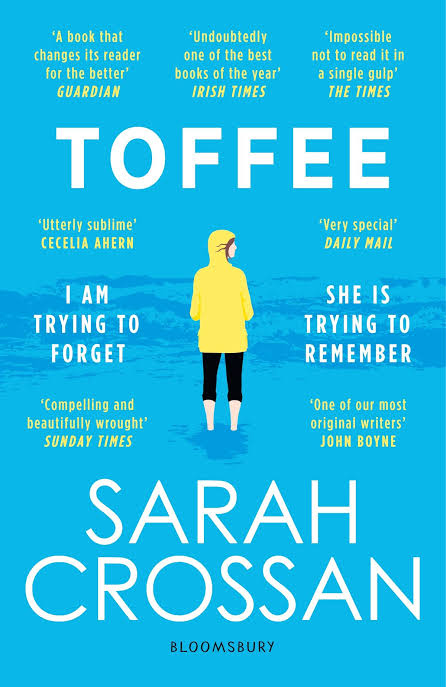 ‘A book that
changes its reader
for the better’
GUARDIAN
‘Undoubtedly
one of the best
books of the year’
IRISH TIMES
‘Impossible
not to read it in
a single gulp’
THE TIMES
TOFFEE
‘Utterly sublime’
CECELIA AHERN
‘Very special’
DAILY MAIL
I AM
TRYING TO
FORGET
SHE IS
TRYING TO
REMEMBER
‘Compelling and
beautifully wrought’
SUNDAY TIMES
‘One of our most
original writers’
JOHN BOYNE
SARAH
CROSSAN
BLOOMSBURY